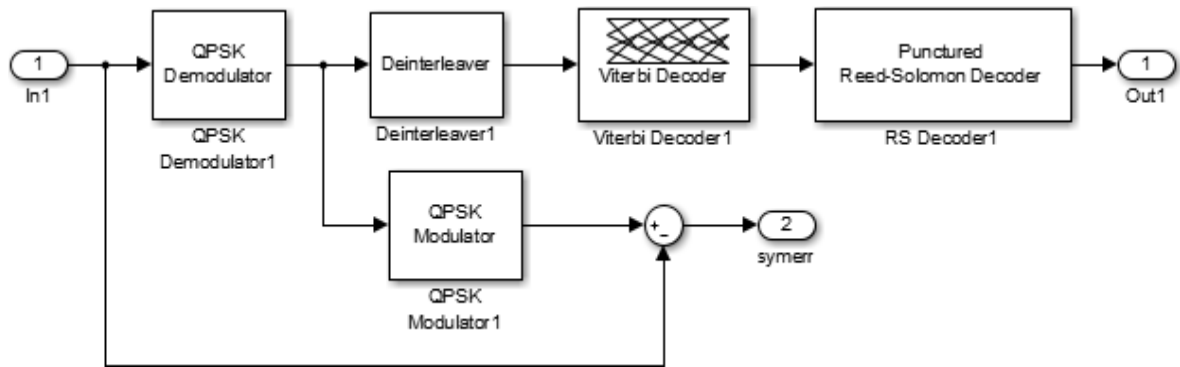 1
In1
QPSK
Demodulator
QPSK
Demodulator1
Deinterleaver
Deinterleaver1
Viterbi Decoder
Viterbi Decoder1
Punctured
Reed-Solomon Decoder
RS Decoder1
1
Out1
QPSK
Modulator
QPSK
Modulator1
+
−
2
symerr